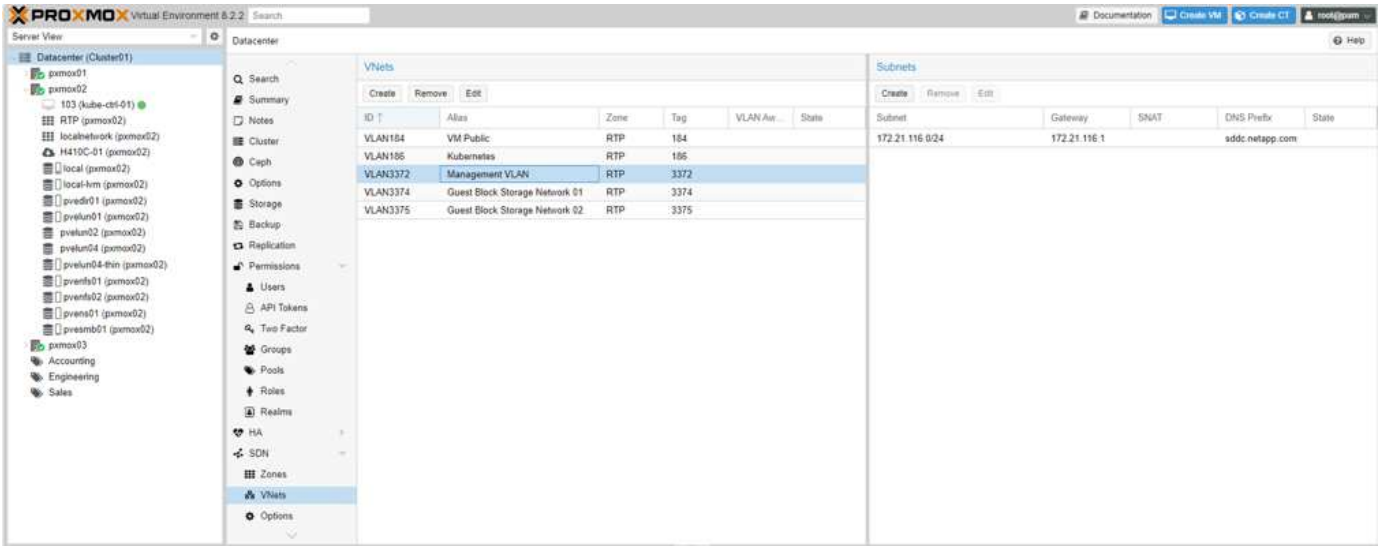 PROXMOX Virtual Environment 8.2.2 Search Documentation Create VM Create CT root@pam
Server View
Datacenter (Cluster01)
pxmox01
pxmox02
103 (kube-ctrl-01)
RTP (pxmox02)
localnetwork (pxmox02)
H410C-01 (pxmox02)
local (pxmox02)
local-lvm (pxmox02)
pvedir01 (pxmox02)
pvelun01 (pxmox02)
pvelun02 (pxmox02)
pvelun04 (pxmox02)
pvelun04-thin (pxmox02)
pvenfs01 (pxmox02)
pvenfs02 (pxmox02)
pvens01 (pxmox02)
pvesmb01 (pxmox02)
pxmox03
Accounting
Engineering
Sales
Datacenter Help
Search
Summary
Notes
Cluster
Ceph
Options
Storage
Backup
Replication
Permissions
Users
API Tokens
Two Factor
Groups
Pools
Roles
Realms
HA
SDN
Zones
VNets
Options
VNets
Create Remove Edit
ID ↑ Alias Zone Tag VLAN Aw... State
VLAN184 VM Public RTP 184
VLAN186 Kubernetes RTP 186
VLAN3372 Management VLAN RTP 3372
VLAN3374 Guest Block Storage Network 01 RTP 3374
VLAN3375 Guest Block Storage Network 02 RTP 3375
Subnets
Create Remove Edit
Subnet Gateway SNAT DNS Prefix State
172.21.116.0/24 172.21.116.1 sddc.netapp.com